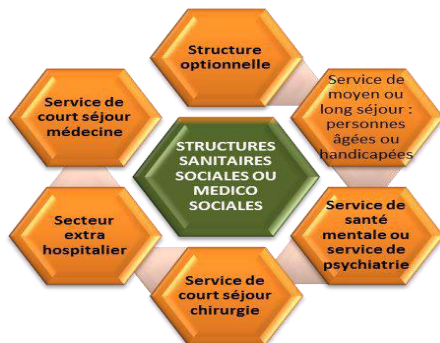 Structure
optionnelle
Service de
moyen ou
long séjour :
personnes
âgées ou
handicapées
Service de
santé
mentale ou
service de
psychiatrie
Service de
court séjour
chirurgie
Secteur
extra
hospitalier
Service de
court séjour
médecine
STRUCTURES
SANITAIRES
SOCIALES OU
MEDICO
SOCIALES